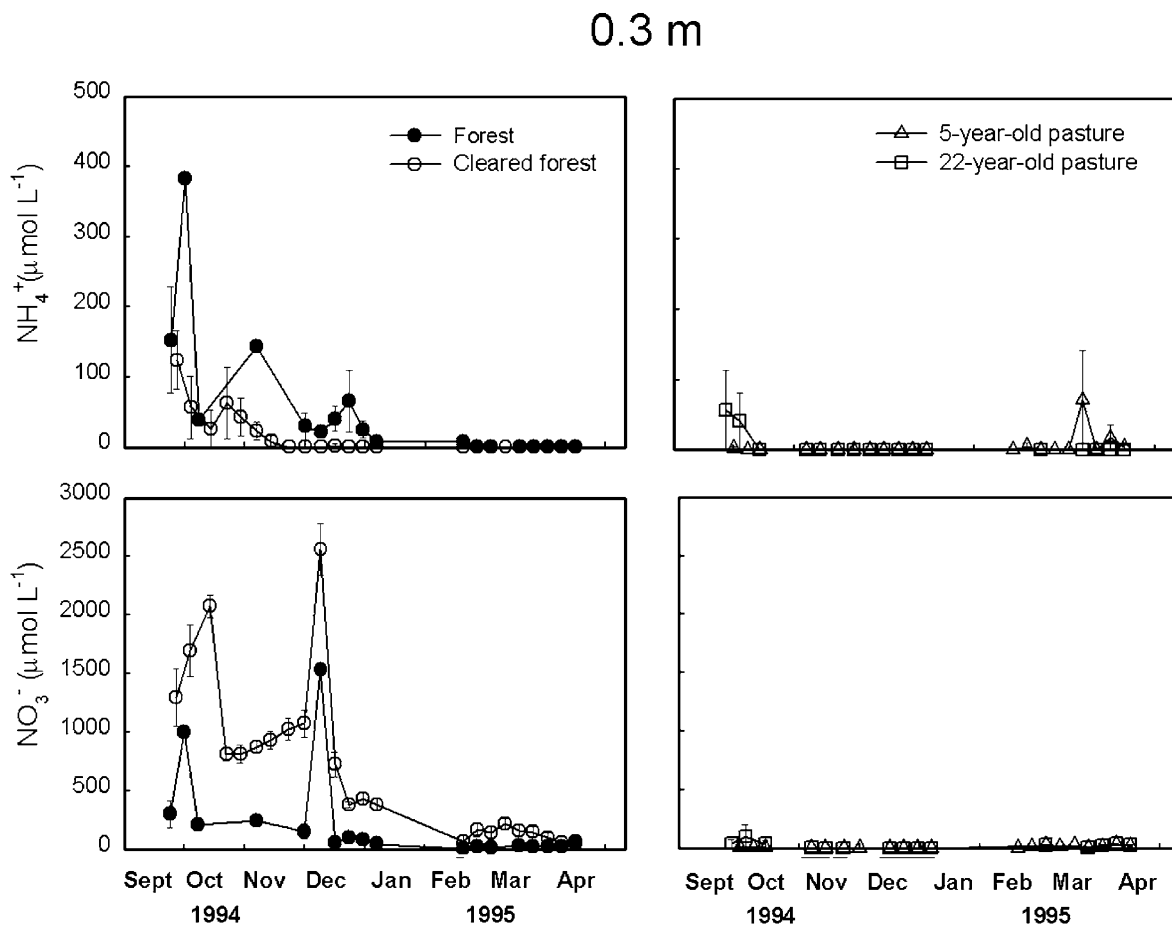 0.3 m
500
400
300
200
100
0
NH₄⁺(μmol L⁻¹)
Forest
Cleared forest
5-year-old pasture
22-year-old pasture
3000
2500
2000
1500
1000
500
0
NO₃⁻ (μmol L⁻¹)
Sept Oct Nov Dec Jan Feb Mar Apr
1994 1995
Sept Oct Nov Dec Jan Feb Mar Apr
1994 1995